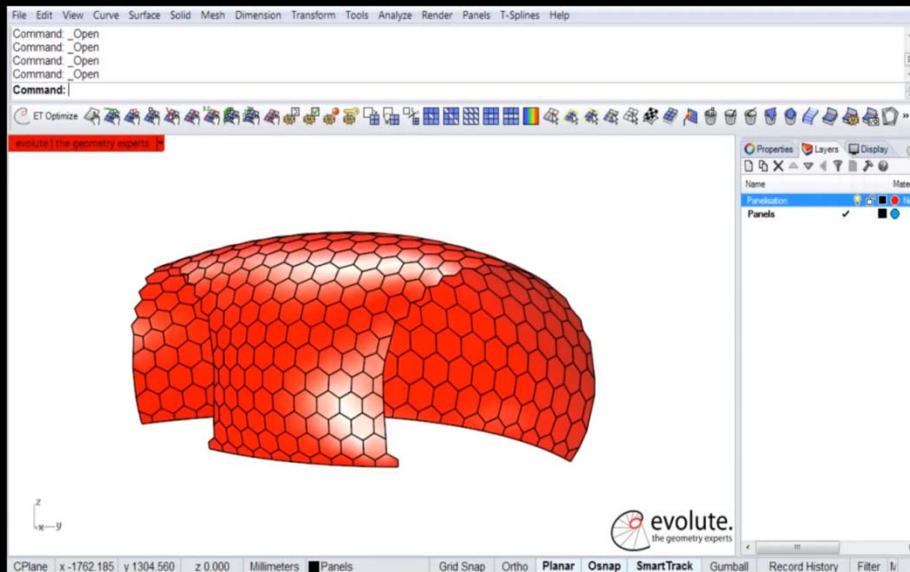 File Edit View Curve Surface Solid Mesh Dimension Transform Tools Analyze Render Panels T-Splines Help
Command: _Open
Command: _Open
Command: _Open
Command: _Open
Command:
ET Optimize
evolute | the geometry experts
Properties Layers Display
Name Mate
Panelisation
Panels
z
x y
evolute.
the geometry experts
CPlane x -1762.185 y 1304.560 z 0.000 Millimeters Panels Grid Snap Ortho Planar Osnap SmartTrack Gumball Record History Filter